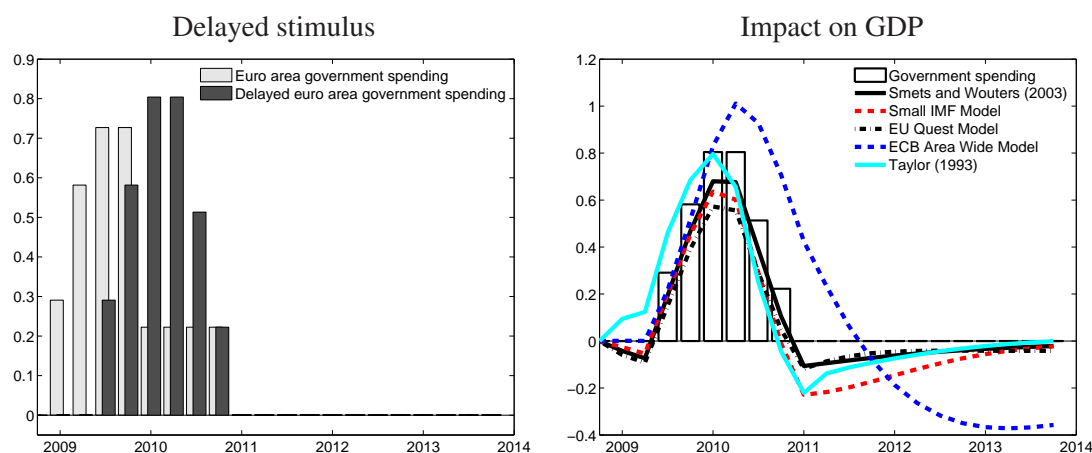 Delayed stimulus
0.9
0.8
0.7
0.6
0.5
0.4
0.3
0.2
0.1
0
2009 2010 2011 2012 2013 2014
Euro area government spending
Delayed euro area government spending
Impact on GDP
1.2
1
0.8
0.6
0.4
0.2
0
−0.2
−0.4
2009 2010 2011 2012 2013 2014
Government spending
Smets and Wouters (2003)
Small IMF Model
EU Quest Model
ECB Area Wide Model
Taylor (1993)